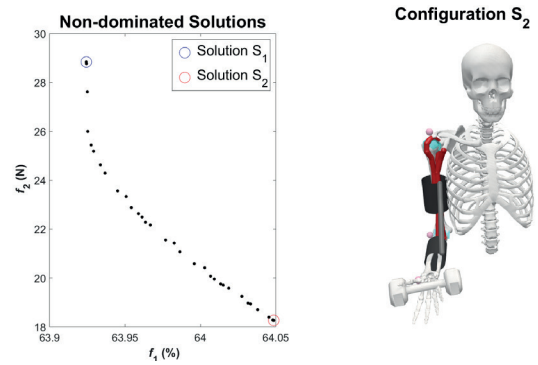 Non-dominated Solutions
Configuration S2
Solution S1
Solution S2
30
28
26
24
22
20
18
f2 (N)
63.9
63.95
64
64.05
f1 (%)